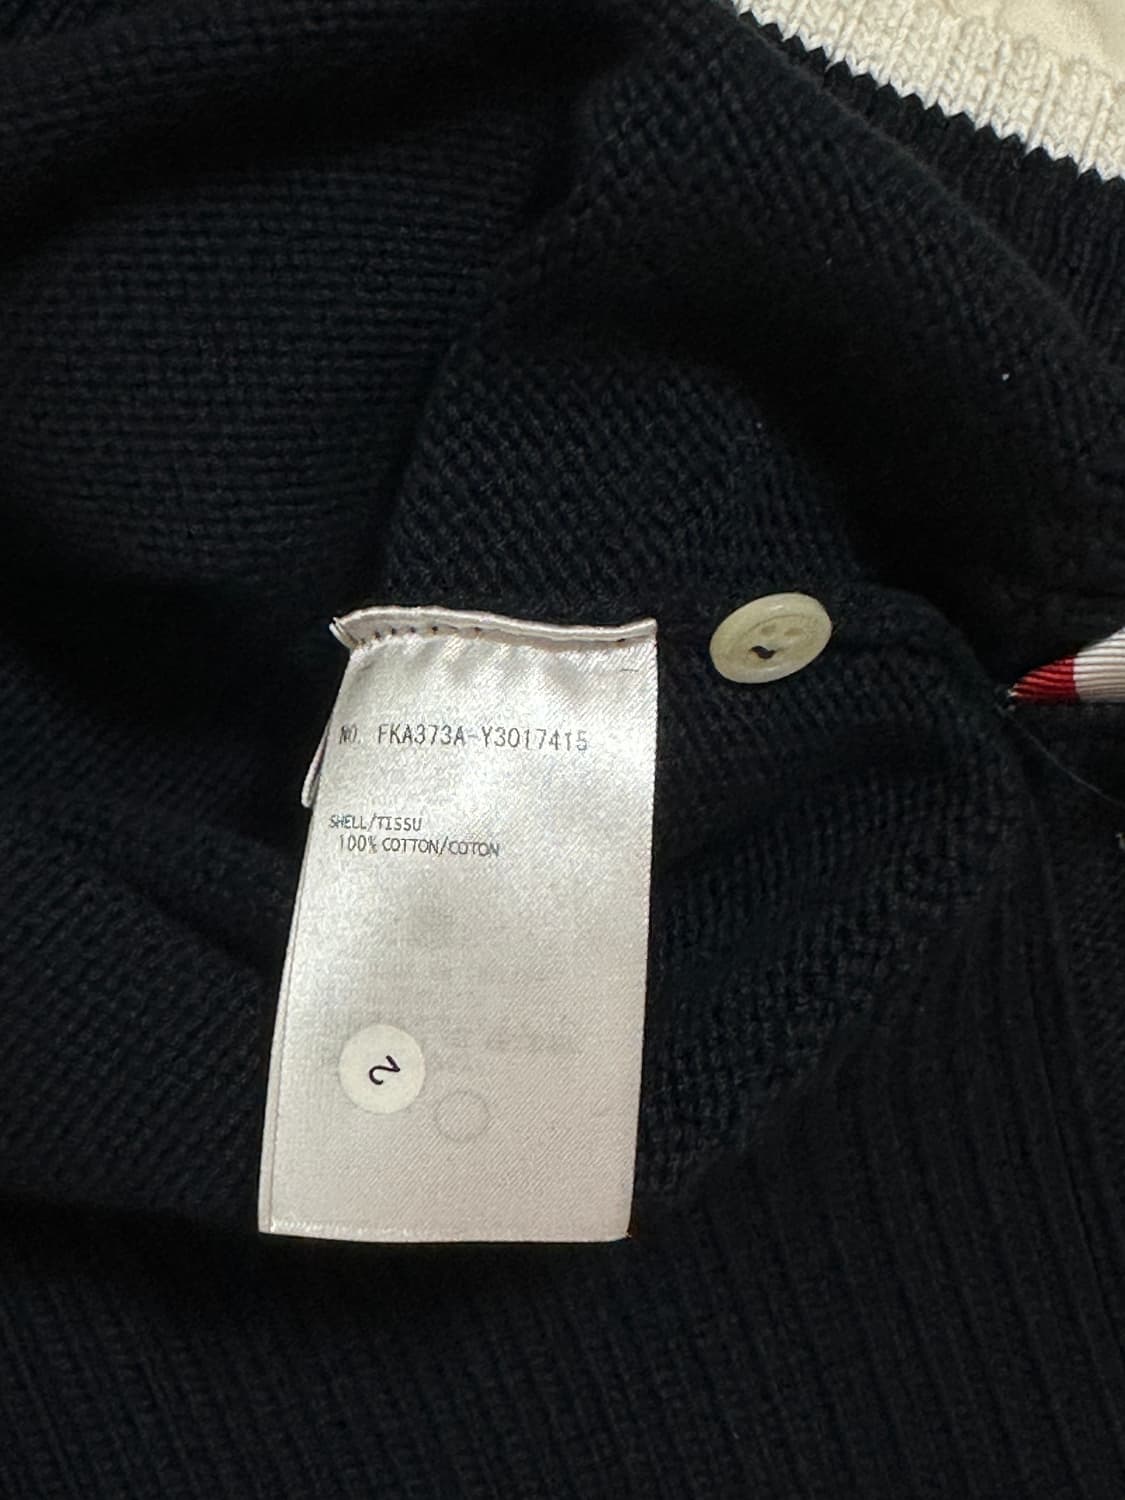 NO. FKA373A-Y3017415
SHELL/TISSU
100% COTTON/COTON
2